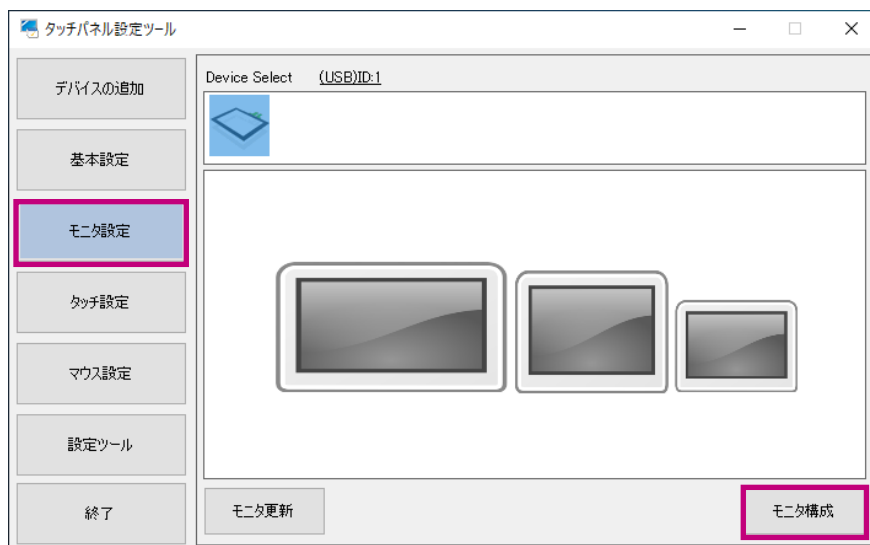 タッチパネル設定ツール
デバイスの追加
基本設定
モニタ設定
タッチ設定
マウス設定
設定ツール
終了
Device Select (USB)ID:1
モニタ更新
モニタ構成